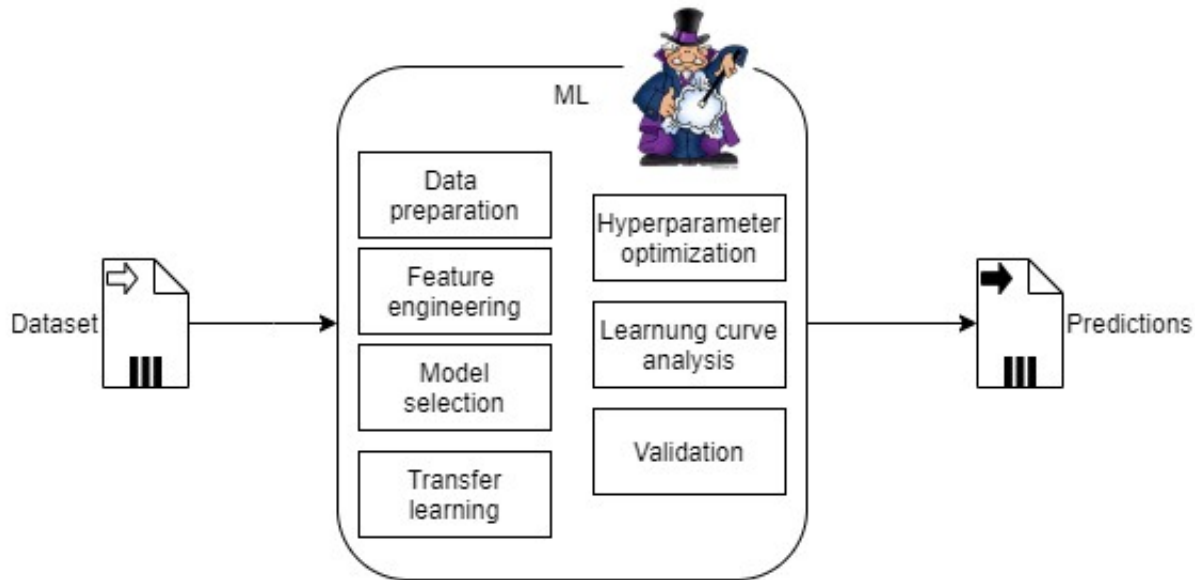 ML
Data
preparation
Feature
engineering
Model
selection
Transfer
learning
Hyperparameter
optimization
Learnung curve
analysis
Validation
Dataset
Predictions